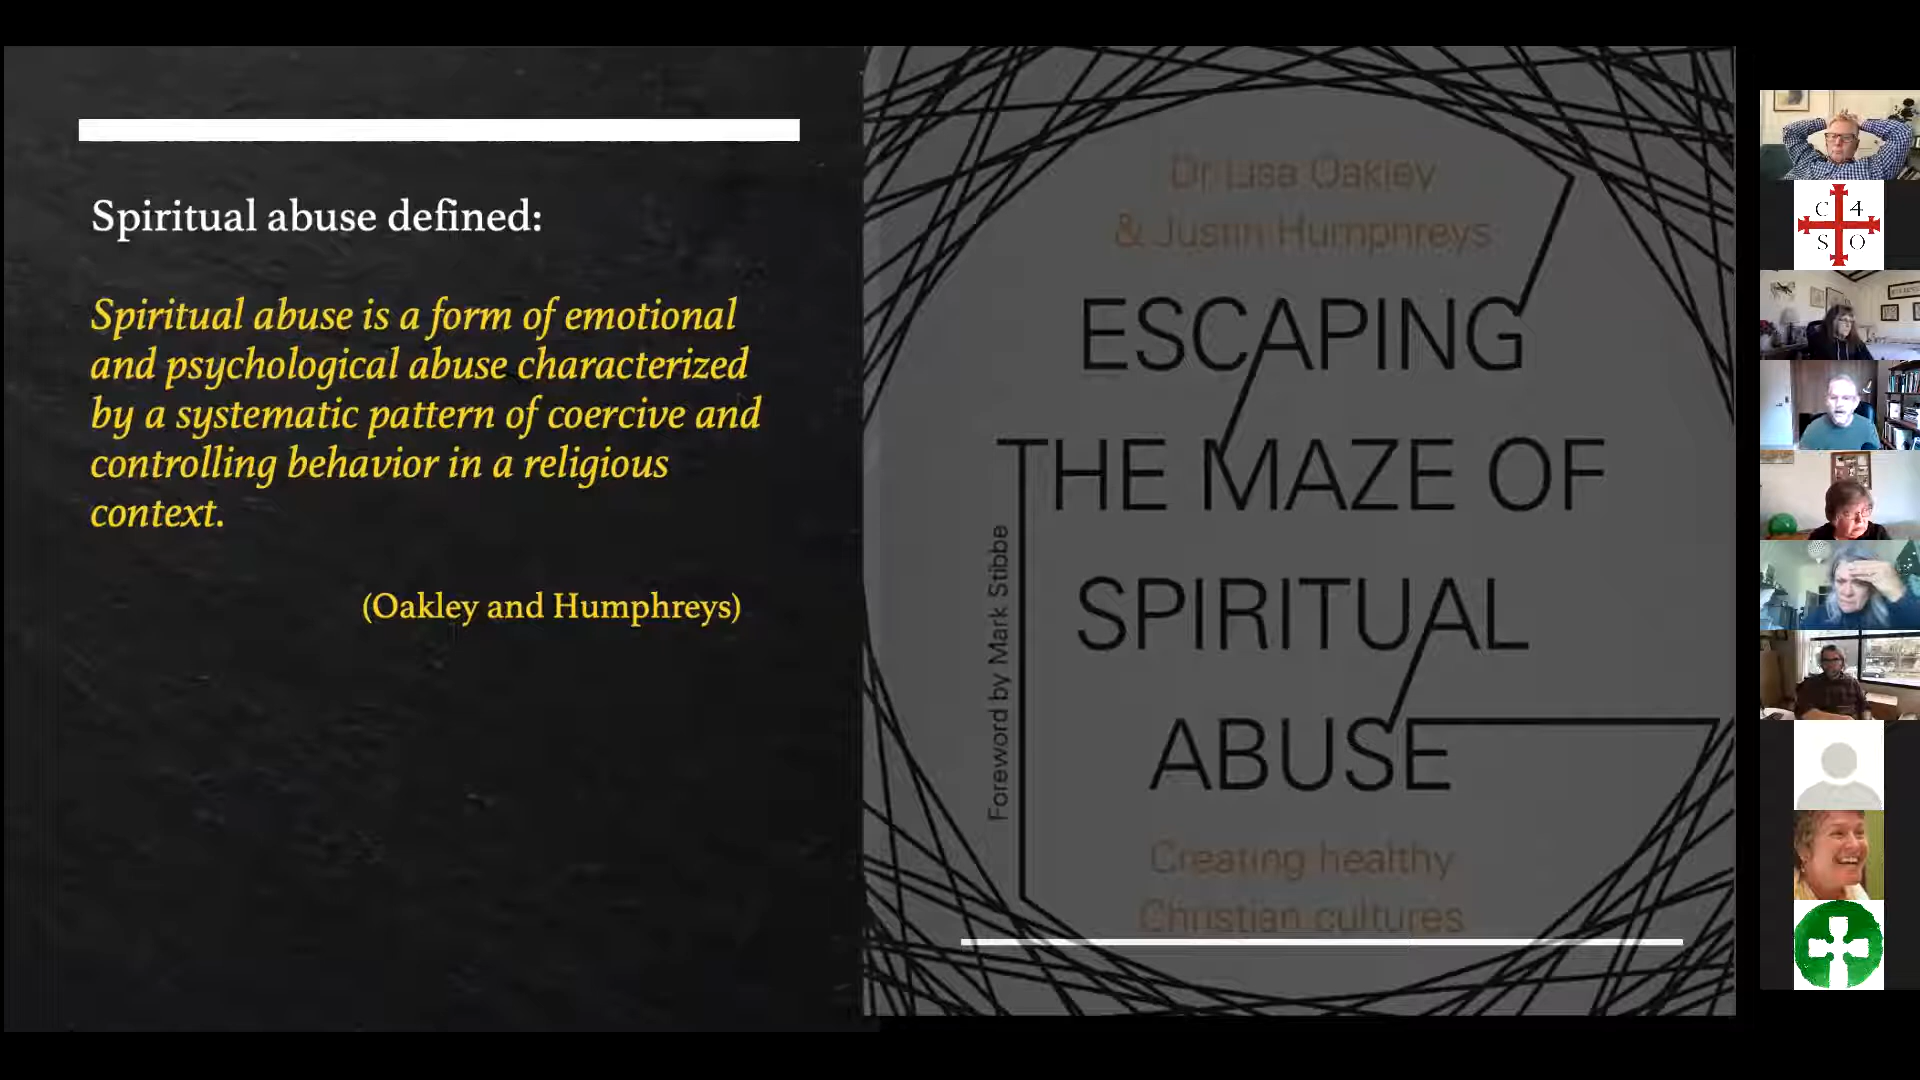 Spiritual abuse defined:
Spiritual abuse is a form of emotional
and psychological abuse characterized
by a systematic pattern of coercive and
controlling behavior in a religious
context.
(Oakley and Humphreys)
Dr Lisa Oakley
& Justin Humphreys
ESCAPING
THE MAZE OF
SPIRITUAL
ABUSE
Foreword by Mark Stibbe
Creating healthy
Christian cultures
C 4
S O